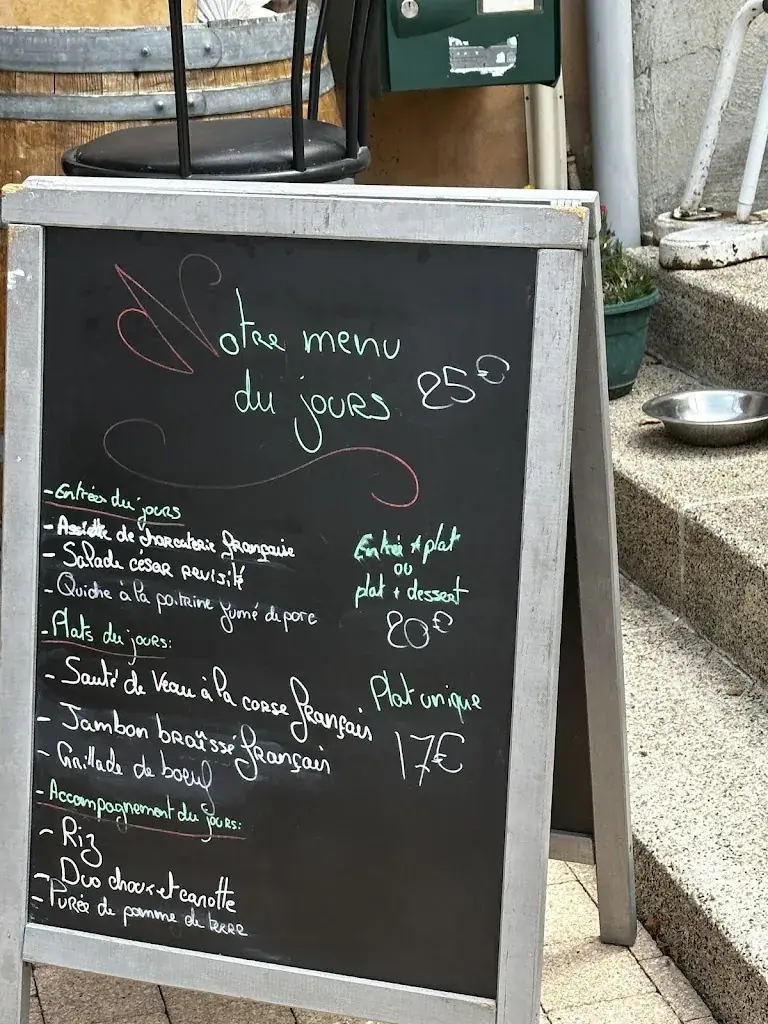 Notre menu
du jours 25€
- Entrées du jours
- Assiette de charcuterie française
- Salade césar revisité
- Quiche à la poitrine fumé de porc
Entrée + plat
ou
plat + dessert
20€
- Plats du jours:
- Sauté de Veau à la corse français
- Jambon braîssé français
- Grillade de boeuf
Plat unique
17€
- Accompagnement du jours:
- Riz
- Duo choux et carotte
- Purée de pomme de terre